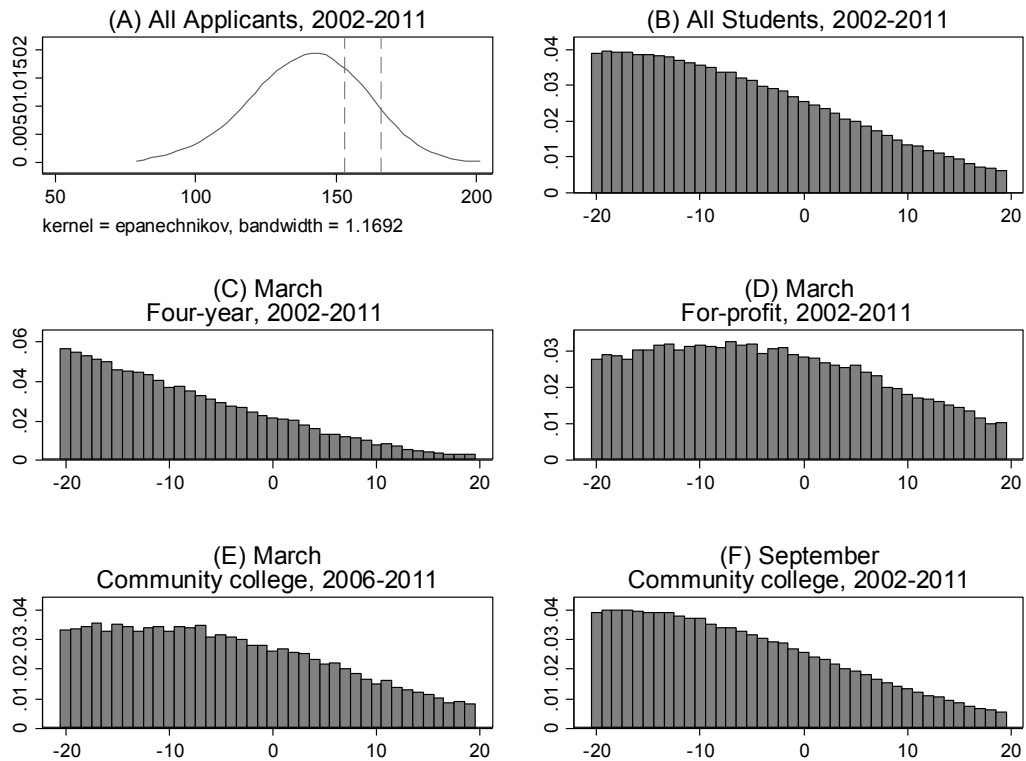 (A) All Applicants, 2002-2011
0 .005.01.015.02
50 100 150 200
kernel = epanechnikov, bandwidth = 1.1692
(B) All Students, 2002-2011
0 .01 .02 .03 .04
-20 -10 0 10 20
(C) March
Four-year, 2002-2011
0 .02 .04 .06
-20 -10 0 10 20
(D) March
For-profit, 2002-2011
0 .01 .02 .03
-20 -10 0 10 20
(E) March
Community college, 2006-2011
0 .01 .02 .03 .04
-20 -10 0 10 20
(F) September
Community college, 2002-2011
0 .01 .02 .03 .04
-20 -10 0 10 20